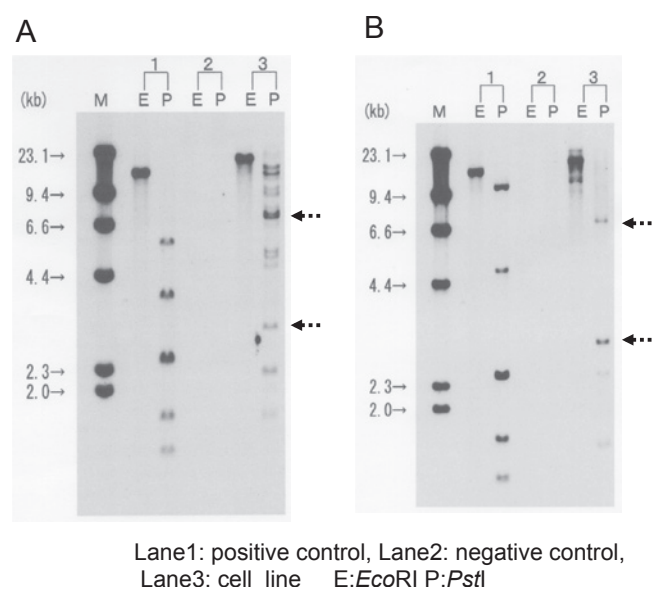 A
1 2 3
(kb) M E P E P E P
23.1→
9.4→
6.6→
4.4→
2.3→
2.0→
B
1 2 3
(kb) M E P E P E P
23.1→
9.4→
6.6→
4.4→
2.3→
2.0→
Lane1: positive control, Lane2: negative control,
Lane3: cell line E:EcoRI P:PstI